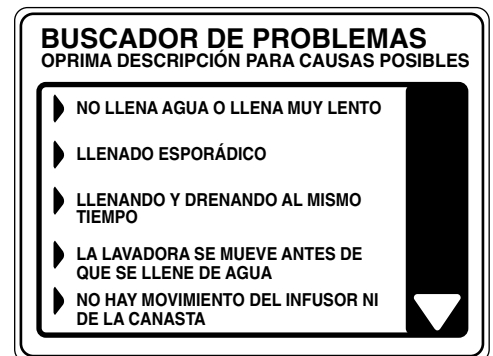 BUSCADOR DE PROBLEMAS
OPRIMA DESCRIPCIÓN PARA CAUSAS POSIBLES
NO LLENA AGUA O LLENA MUY LENTO
LLENADO ESPORÁDICO
LLENANDO Y DRENANDO AL MISMO
TIEMPO
LA LAVADORA SE MUEVE ANTES DE
QUE SE LLENE DE AGUA
NO HAY MOVIMIENTO DEL INFUSOR NI
DE LA CANASTA